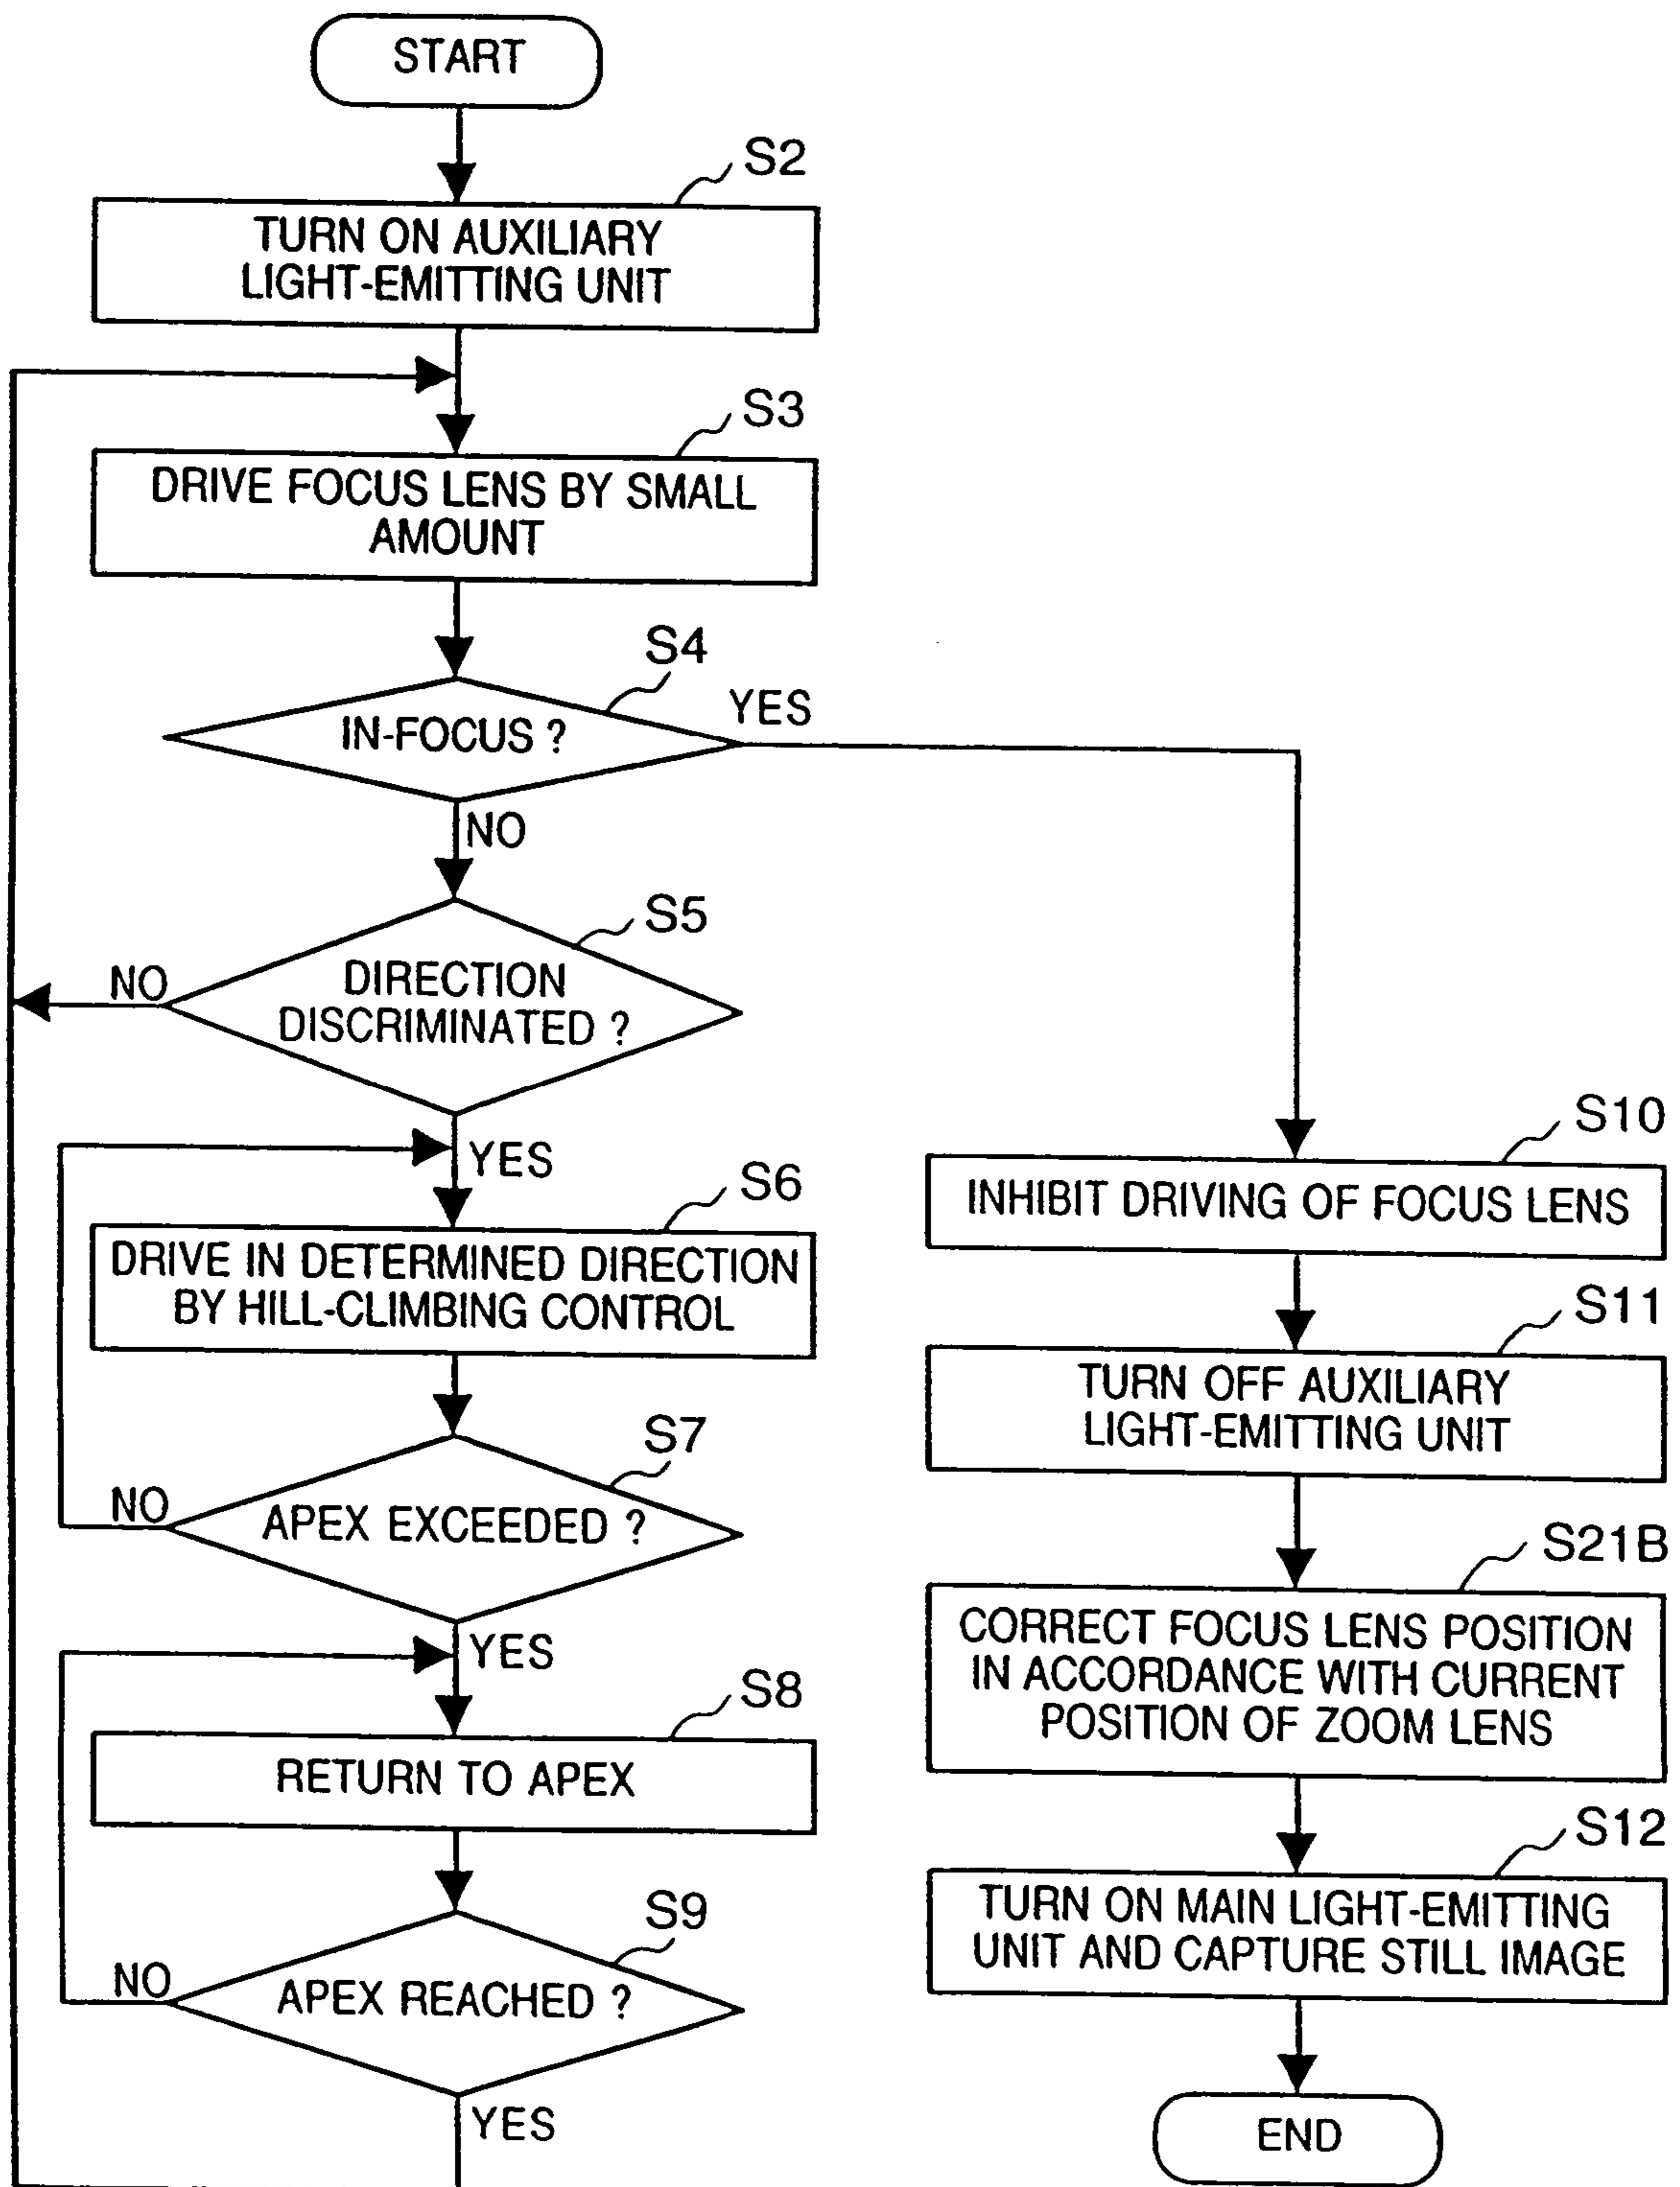 START
S2
TURN ON AUXILIARY
LIGHT-EMITTING UNIT
S3
DRIVE FOCUS LENS BY SMALL
AMOUNT
S4
IN-FOCUS ?
YES
NO
S5
DIRECTION
DISCRIMINATED ?
NO
YES
S6
DRIVE IN DETERMINED DIRECTION
BY HILL-CLIMBING CONTROL
S7
APEX EXCEEDED ?
NO
YES
S8
RETURN TO APEX
S9
APEX REACHED ?
NO
YES
S10
INHIBIT DRIVING OF FOCUS LENS
S11
TURN OFF AUXILIARY
LIGHT-EMITTING UNIT
S21B
CORRECT FOCUS LENS POSITION
IN ACCORDANCE WITH CURRENT
POSITION OF ZOOM LENS
S12
TURN ON MAIN LIGHT-EMITTING
UNIT AND CAPTURE STILL IMAGE
END